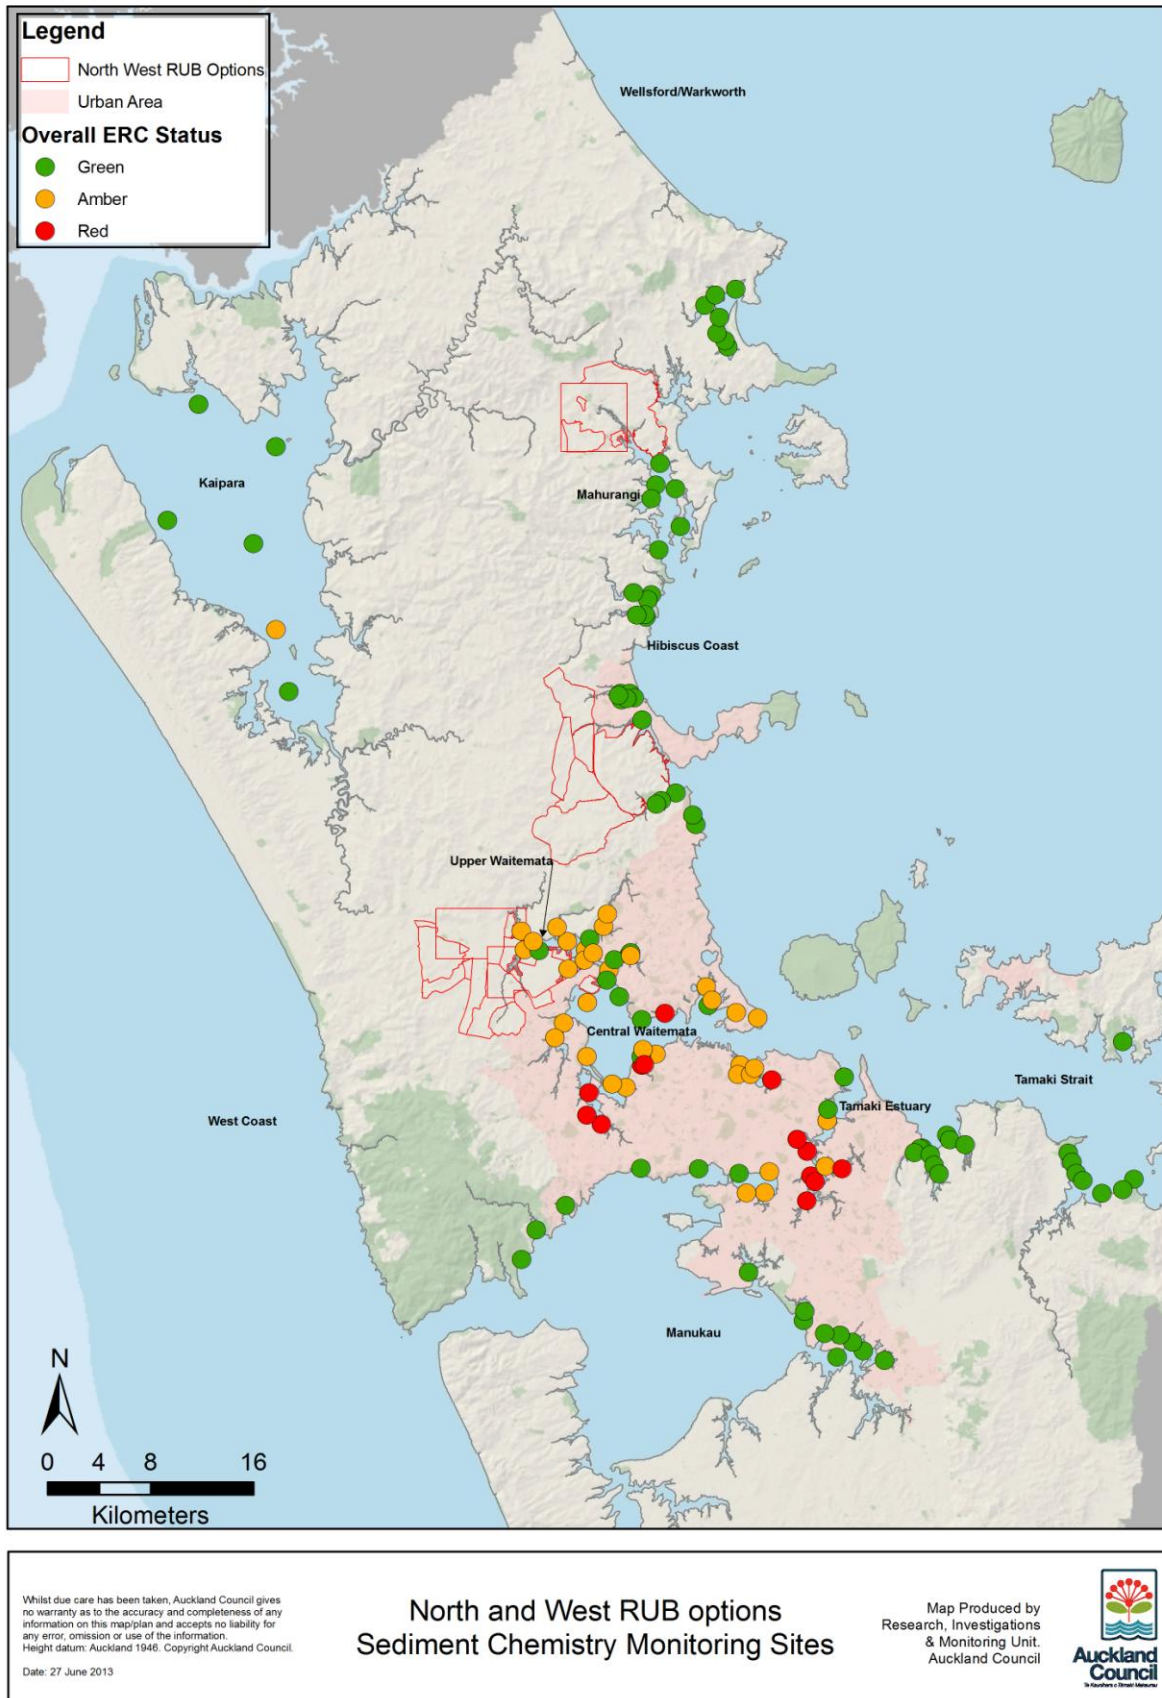 Legend
North West RUB Options
Urban Area
Overall ERC Status
Green
Amber
Red
Wellsford/Warkworth
Kaipara
Mahurangi
Hibiscus Coast
Upper Waitemata
Central Waitemata
Tamaki Strait
Tamaki Estuary
West Coast
Manukau
N
0 4 8 16
Kilometers
Whilst due care has been taken, Auckland Council gives
no warranty as to the accuracy and completeness of any
information on this map/plan and accepts no liability for
any error, omission or use of the information.
Height datum: Auckland 1946. Copyright Auckland Council.
Date: 27 June 2013
North and West RUB options
Sediment Chemistry Monitoring Sites
Map Produced by
Research, Investigations
& Monitoring Unit.
Auckland Council
Auckland
Council
Te Kaunihera o Tāmaki Makaurau